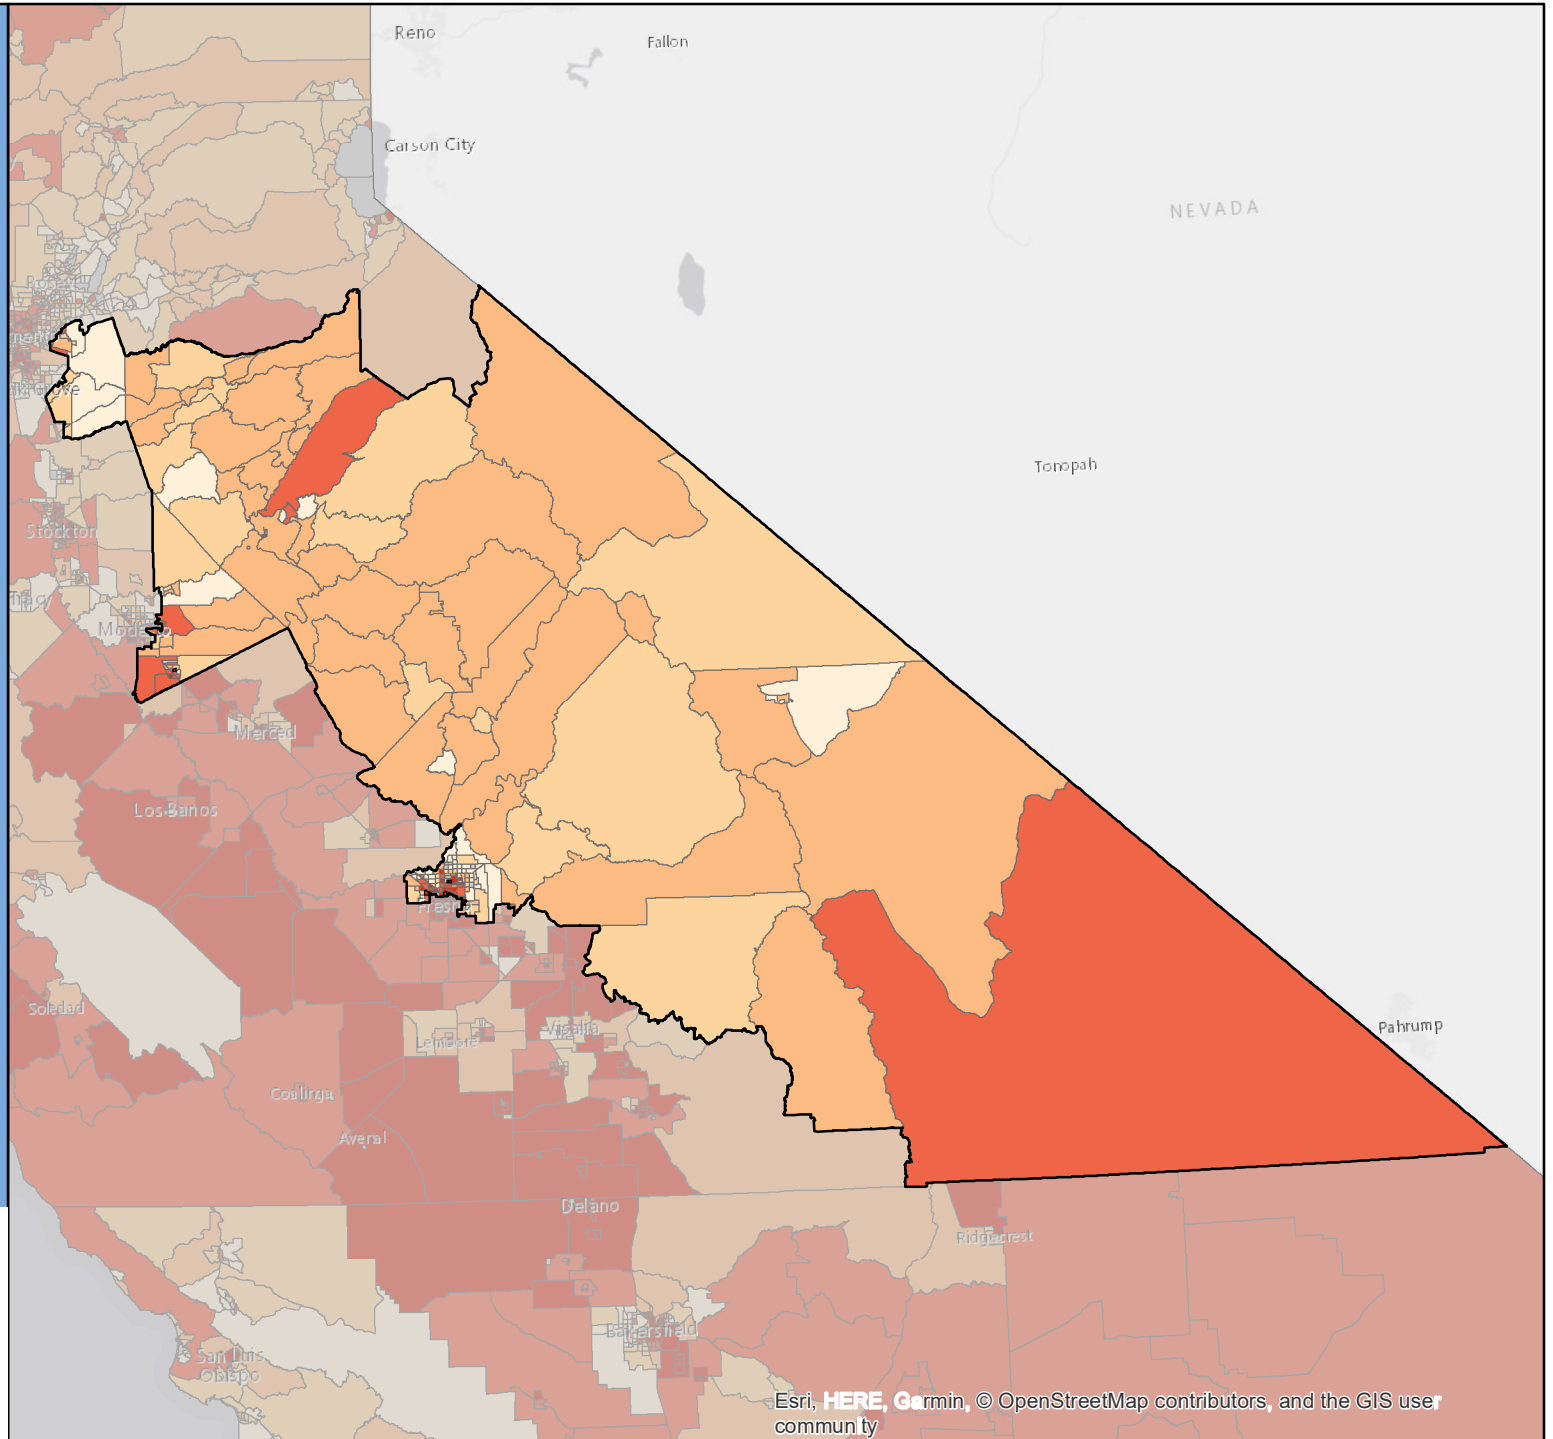 Reno
Fallon
Carson City
NEVADA
Tonopah
Stockton
Merced
Los Banos
Fresno
Soledad
Visalia
Lemoore
Pahrump
Coalinga
Avenal
Delano
Ridgecrest
Bakersfield
San Luis
Obispo
Esri, HERE, Garmin, © OpenStreetMap contributors, and the GIS user
community